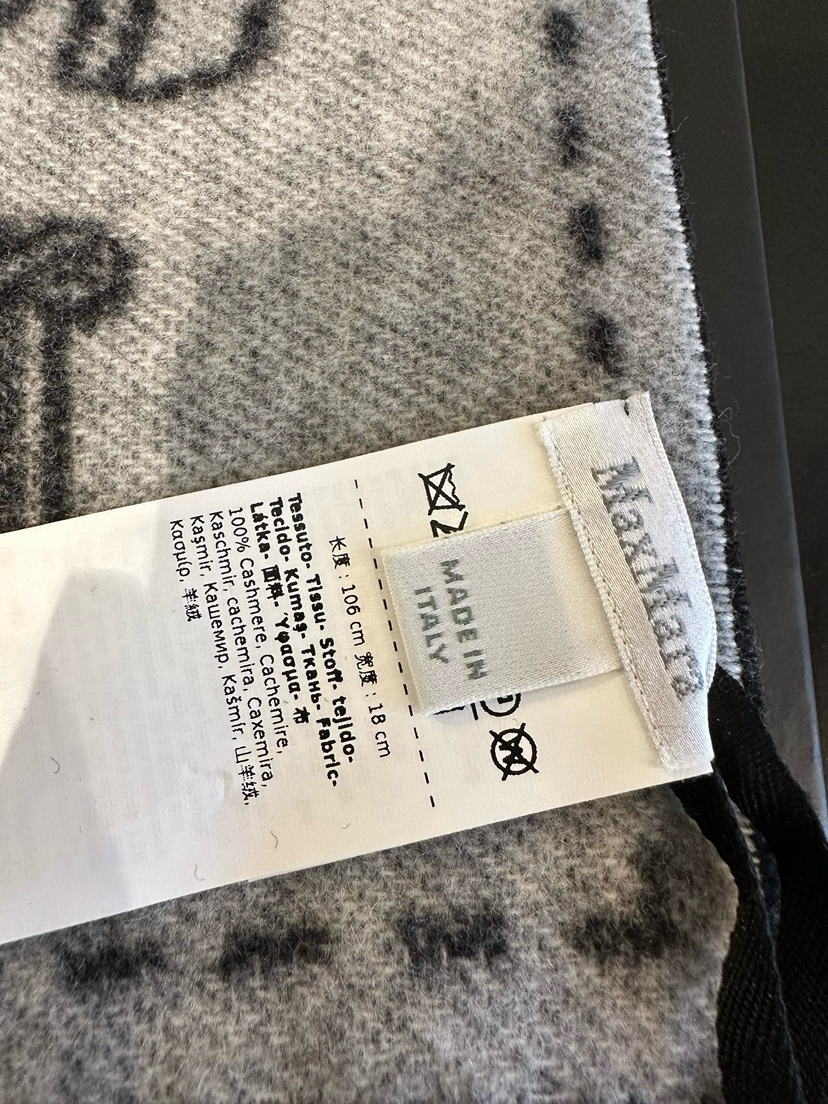 MaxMara
MADE IN
ITALY
长度 : 106 cm 宽度 : 18 cm
Tessuto- Tissu- Stoff- tejido-
Tecido- Kumaş- Ткань- Fabric-
Látka- 面料- Ύφασμα- 布
100% Cashmere, Cachemire,
Kaschmir, cachemira, Caxemira,
Kaşmir, Кашемир, Kašmír, 山羊绒,
Κασμίρ, 羊絨